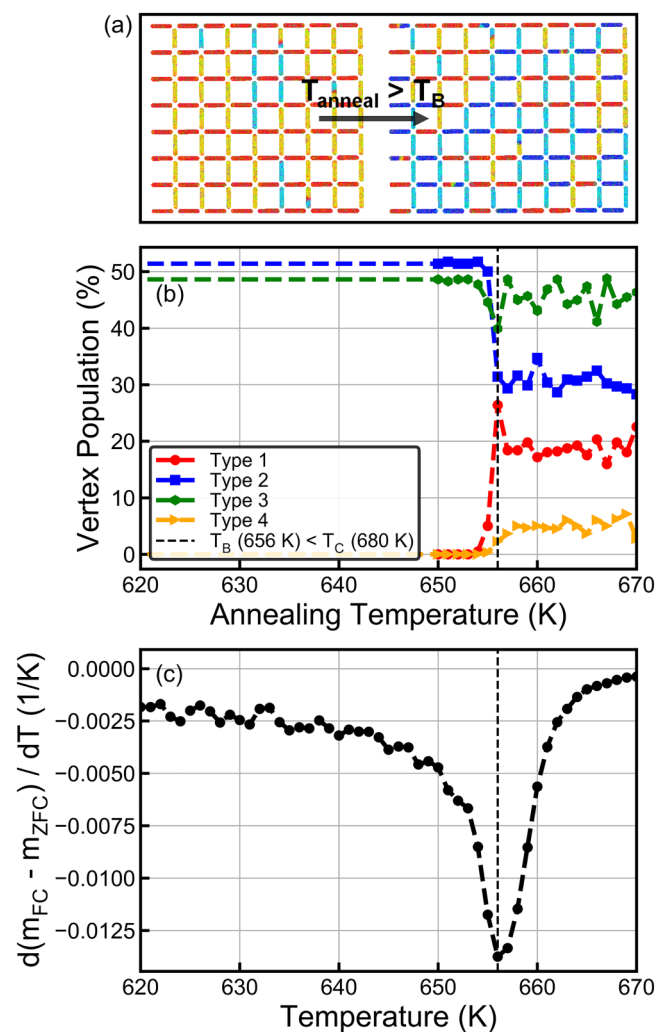 (a)
T_anneal > T_B
(b)
Vertex Population (%)
50
40
30
20
10
0
Type 1
Type 2
Type 3
Type 4
T_B (656 K) < T_C (680 K)
620 630 640 650 660 670
Annealing Temperature (K)
(c)
d(m_FC - m_ZFC) / dT (1/K)
0.0000
−0.0025
−0.0050
−0.0075
−0.0100
−0.0125
620 630 640 650 660 670
Temperature (K)